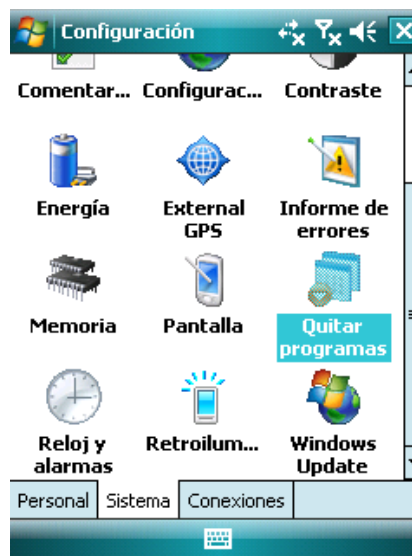 Configuración
Comentar... Configurac... Contraste
Energía External GPS Informe de errores
Memoria Pantalla Quitar programas
Reloj y alarmas Retroilum... Windows Update
Personal Sistema Conexiones